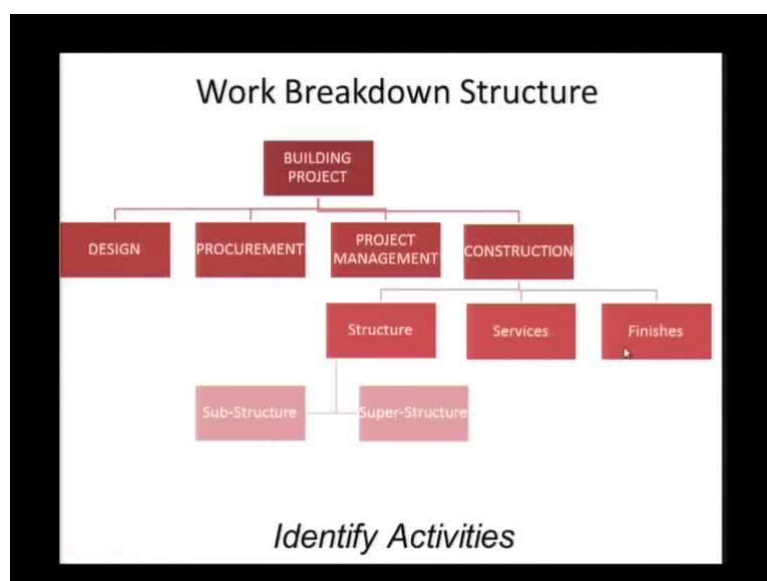 Work Breakdown Structure
BUILDING
PROJECT
DESIGN
PROCUREMENT
PROJECT
MANAGEMENT
CONSTRUCTION
Structure
Services
Finishes
Sub-Structure
Super-Structure
Identify Activities